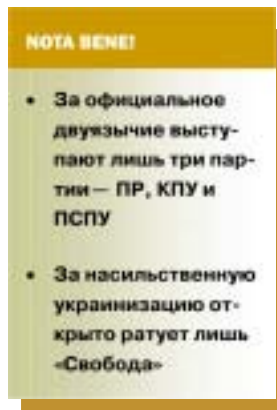 NOTA BENE!
• За официальное
двуязычие высту-
пают лишь три пар-
тии — ПР, КПУ и
ПСПУ
• За насильственную
украинизацию от-
крыто ратует лишь
«Свобода»